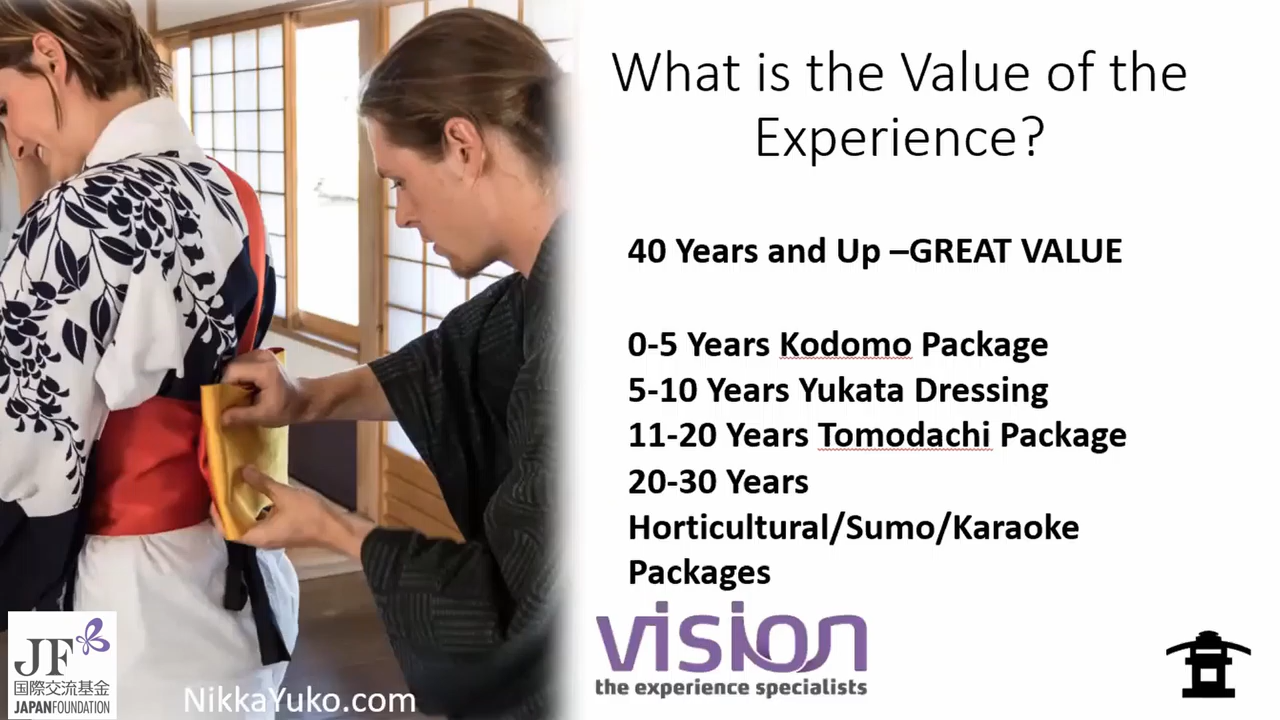 What is the Value of the
Experience?
40 Years and Up –GREAT VALUE
0-5 Years Kodomo Package
5-10 Years Yukata Dressing
11-20 Years Tomodachi Package
20-30 Years
Horticultural/Sumo/Karaoke
Packages
vision
the experience specialists
JF
国際交流基金
JAPANFOUNDATION
NikkaYuko.com